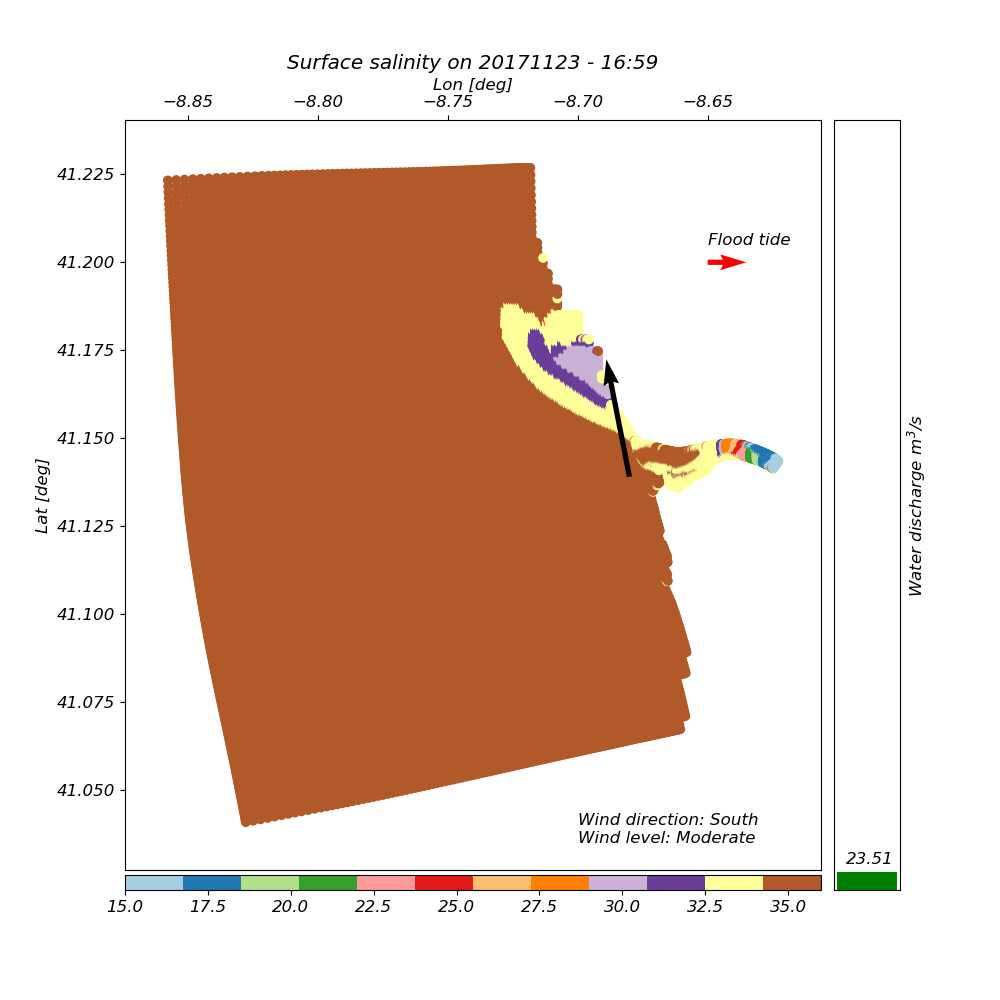 Surface salinity on 20171123 - 16:59
Lon [deg]
−8.85 −8.80 −8.75 −8.70 −8.65
41.225
41.200
41.175
41.150
41.125
41.100
41.075
41.050
Lat [deg]
Flood tide
Wind direction: South
Wind level: Moderate
Water discharge m³/s
23.51
15.0 17.5 20.0 22.5 25.0 27.5 30.0 32.5 35.0